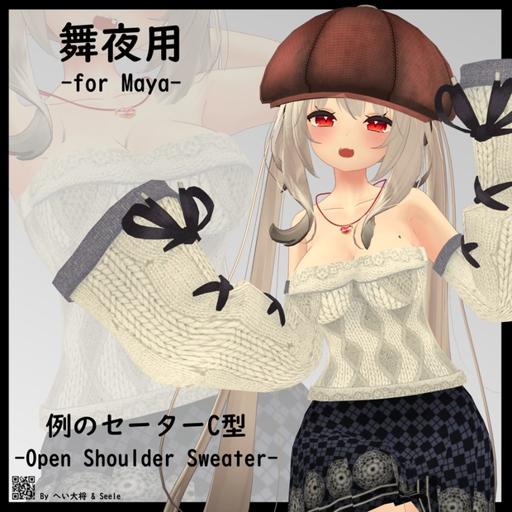 舞夜用
-for Maya-
例のセーターC型
-Open Shoulder Sweater-
By へい大将 & Seele